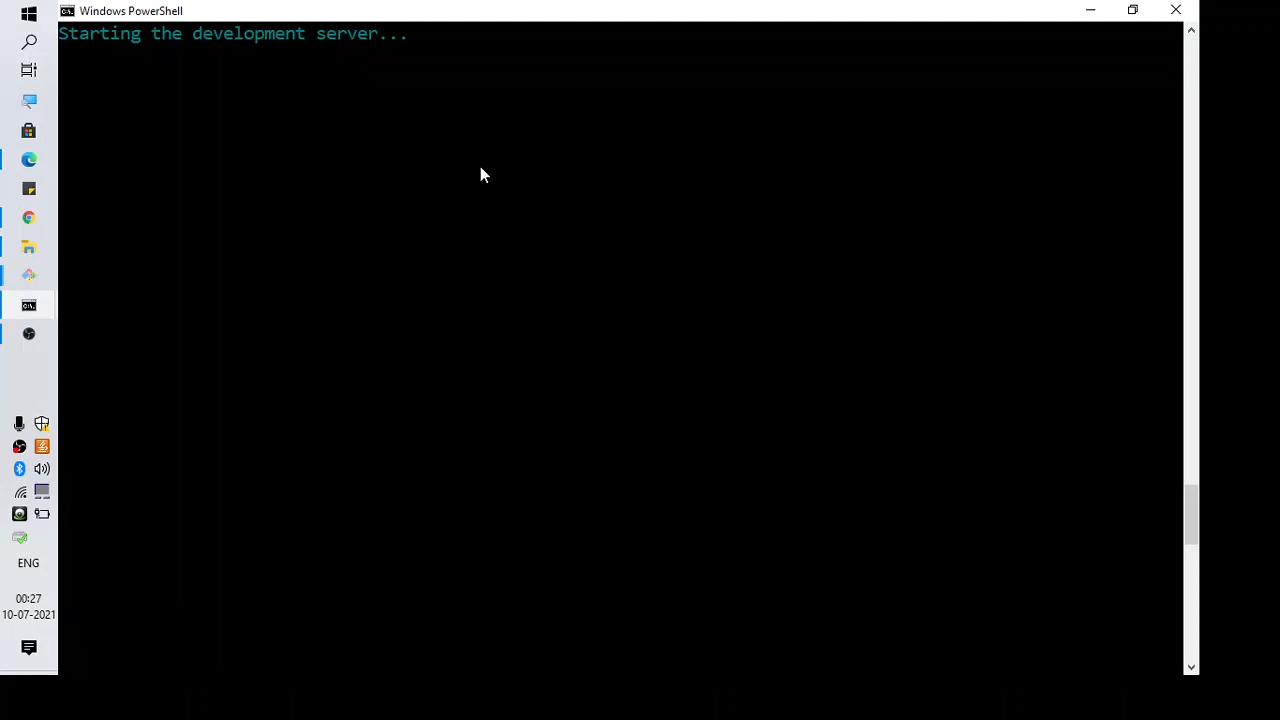 Windows PowerShell
Starting the development server...
ENG
00:27
10-07-2021